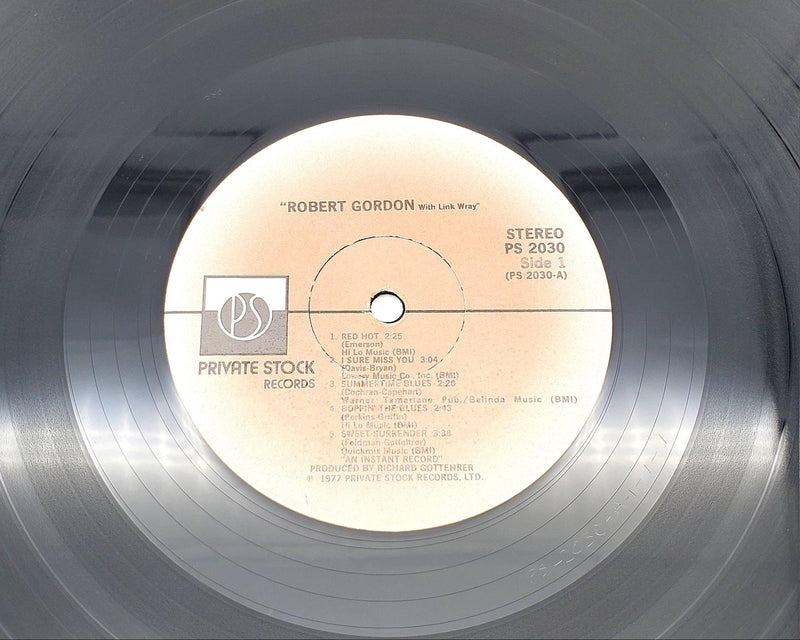 "ROBERT GORDON With Link Wray"
STEREO
PS 2030
Side 1
(PS 2030-A)
PS
PRIVATE STOCK
RECORDS
1. RED HOT 2:25
(Emerson)
Hi Lo Music (BMI)
2. I SURE MISS YOU 3:04
(Davis-Bryan)
Lowery Music Co., Inc. (BMI)
3. SUMMERTIME BLUES 2:20
(Cochran-Capehart)
Warner Tamerlane Pub./Belinda Music (BMI)
4. BOPPIN' THE BLUES 2:43
(Perkins-Griffin)
Hi Lo Music (BMI)
5. SWEET SURRENDER 3:38
(Feldman-Gottehrer)
Quickmix Music (BMI)
"AN INSTANT RECORD"
PRODUCED BY RICHARD GOTTEHRER
℗ 1977 PRIVATE STOCK RECORDS, LTD.